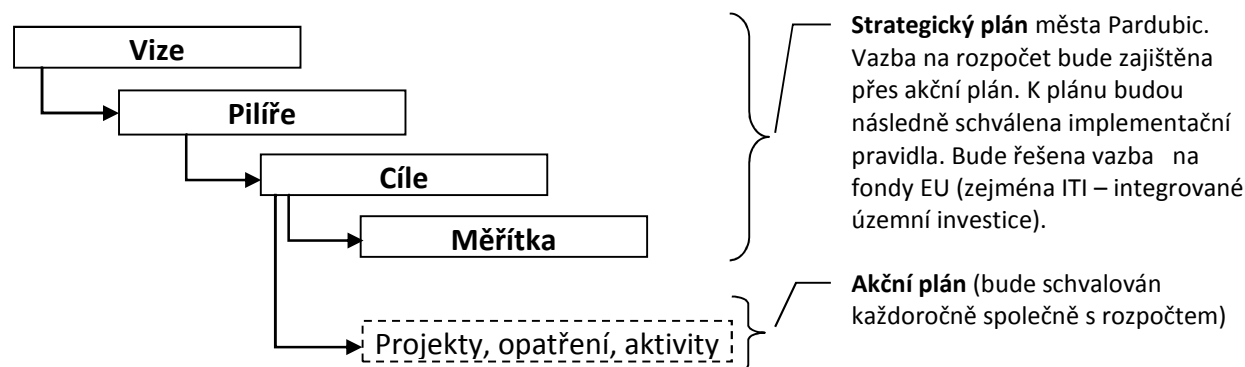 Vize
Pilíře
Cíle
Měřítka
Projekty, opatření, aktivity
Strategický plán města Pardubic.
Vazba na rozpočet bude zajištěna
přes akční plán. K plánu budou
následně schválena implementační
pravidla. Bude řešena vazba na
fondy EU (zejména ITI – integrované
územní investice).
Akční plán (bude schvalován
každoročně společně s rozpočtem)